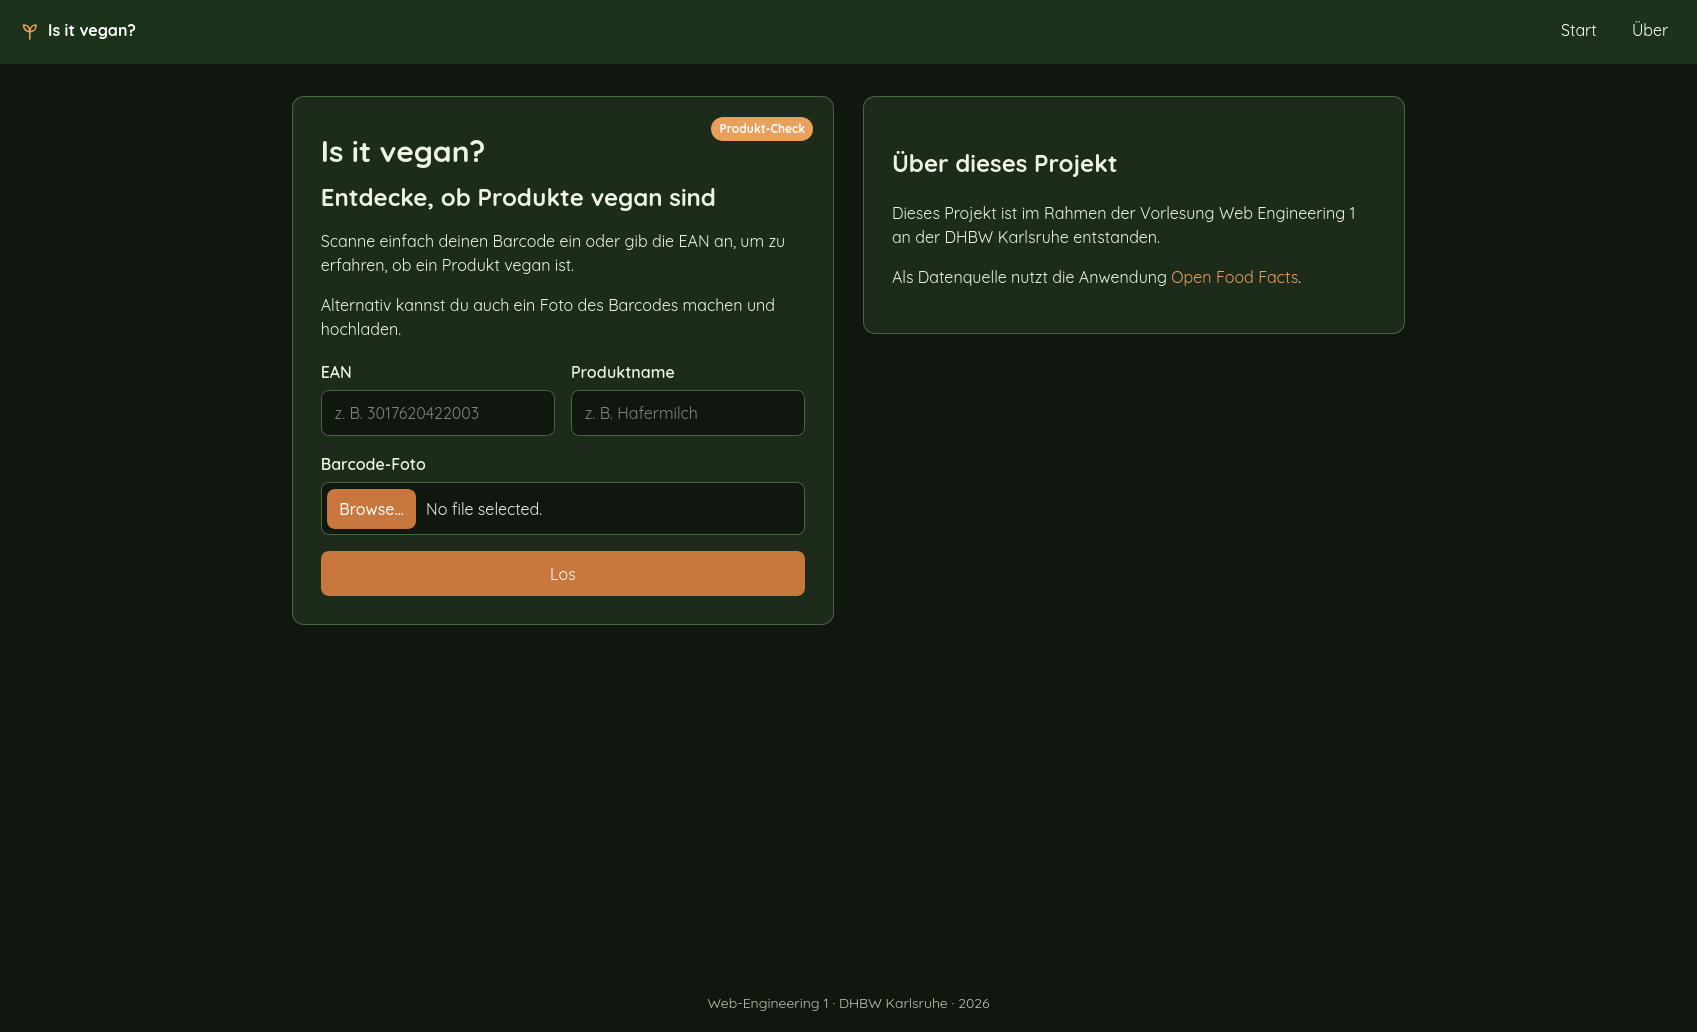 Is it vegan?
Start
Über
Produkt-Check
Is it vegan?
Entdecke, ob Produkte vegan sind
Scanne einfach deinen Barcode ein oder gib die EAN an, um zu
erfahren, ob ein Produkt vegan ist.
Alternativ kannst du auch ein Foto des Barcodes machen und
hochladen.
EAN
Produktname
z. B. 3017620422003
z. B. Hafermilch
Barcode-Foto
Browse...
No file selected.
Los
Über dieses Projekt
Dieses Projekt ist im Rahmen der Vorlesung Web Engineering 1
an der DHBW Karlsruhe entstanden.
Als Datenquelle nutzt die Anwendung Open Food Facts.
Web-Engineering 1 · DHBW Karlsruhe · 2026